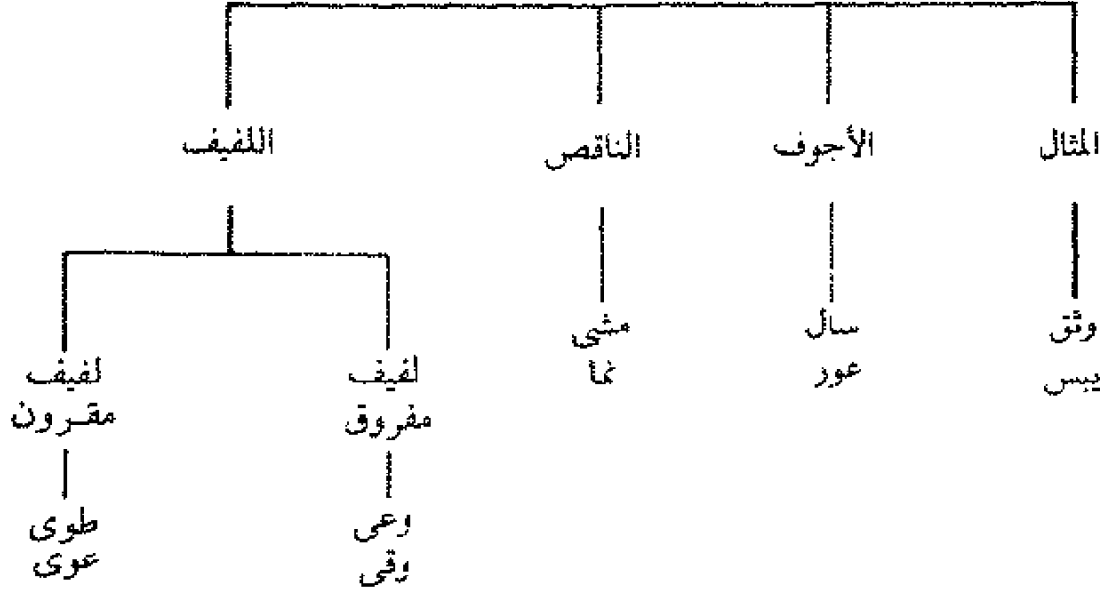 المثال
الأجوف
الناقص
اللفيف
وثق
يبس
سال
عور
مشى
نما
لفيف
مفروق
لفيف
مقرون
وعى
وقى
طوى
عوى